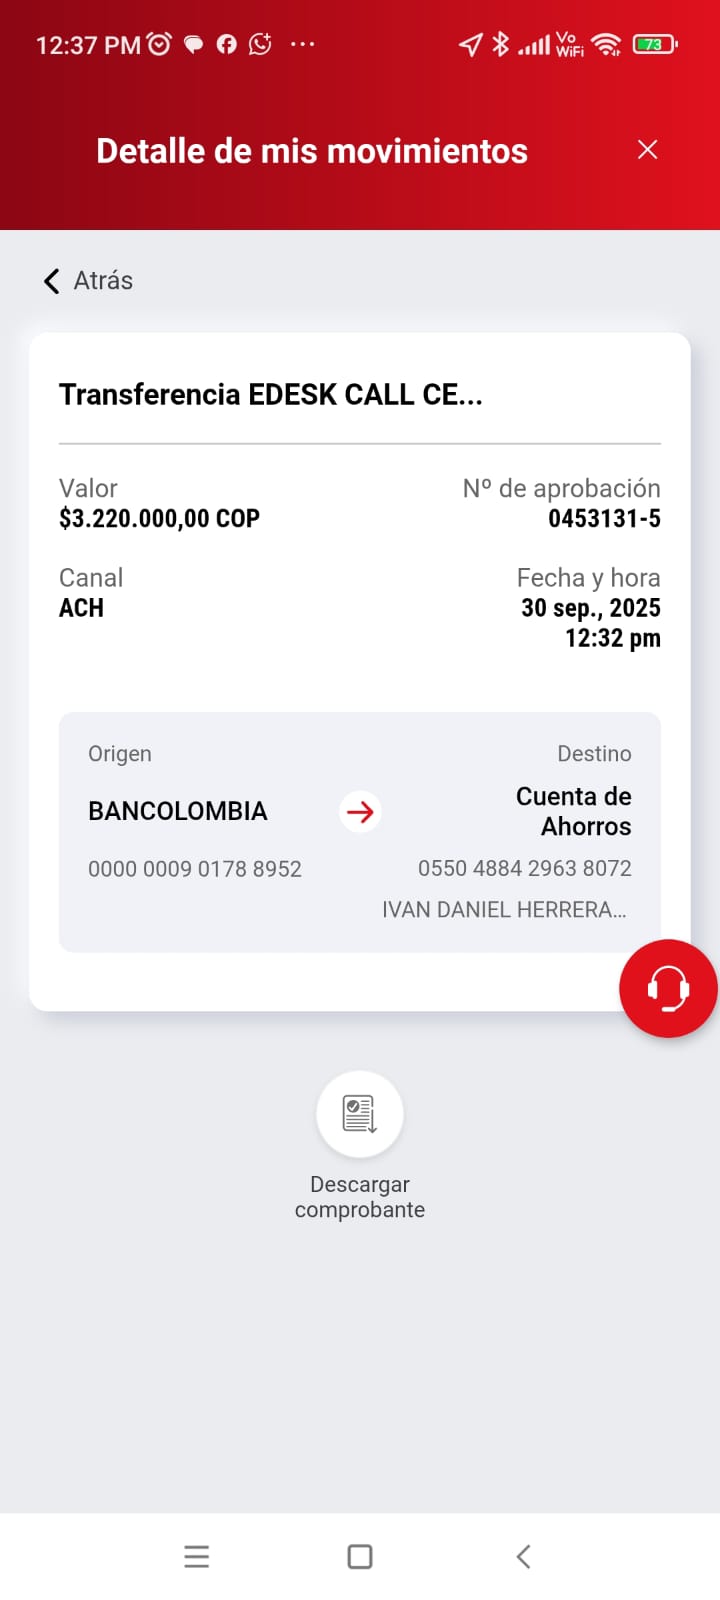 12:37 PM
Vo
WiFi
73
Detalle de mis movimientos
Atrás
Transferencia EDESK CALL CE...
Valor
$3.220.000,00 COP
Nº de aprobación
0453131-5
Canal
ACH
Fecha y hora
30 sep., 2025
12:32 pm
Origen
BANCOLOMBIA
0000 0009 0178 8952
Destino
Cuenta de
Ahorros
0550 4884 2963 8072
IVAN DANIEL HERRERA...
Descargar
comprobante